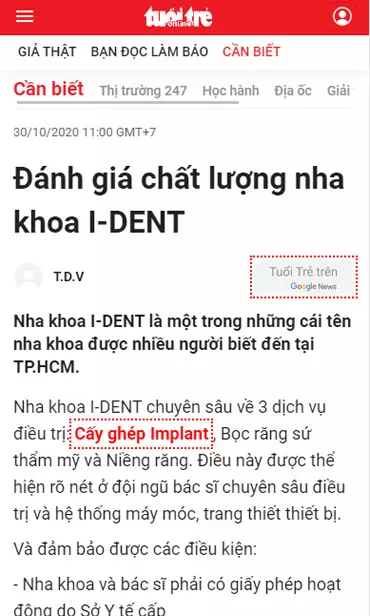 tuổi trẻ
ONLINE
GIẢ THẬT BẠN ĐỌC LÀM BÁO CẦN BIẾT
Cần biết Thị trường 247 Học hành Địa ốc Giải
30/10/2020 11:00 GMT+7
Đánh giá chất lượng nha
khoa I-DENT
T.D.V
Tuổi Trẻ trên
Google News
Nha khoa I-DENT là một trong những cái tên
nha khoa được nhiều người biết đến tại
TP.HCM.
Nha khoa I-DENT chuyên sâu về 3 dịch vụ
điều trị: Cấy ghép Implant, Bọc răng sứ
thẩm mỹ và Niềng răng. Điều này được thể
hiện rõ nét ở đội ngũ bác sĩ chuyên sâu điều
trị và hệ thống máy móc, trang thiết thiết bị.
Và đảm bảo được các điều kiện:
- Nha khoa và bác sĩ phải có giấy phép hoạt
động do Sở Y tế cấp